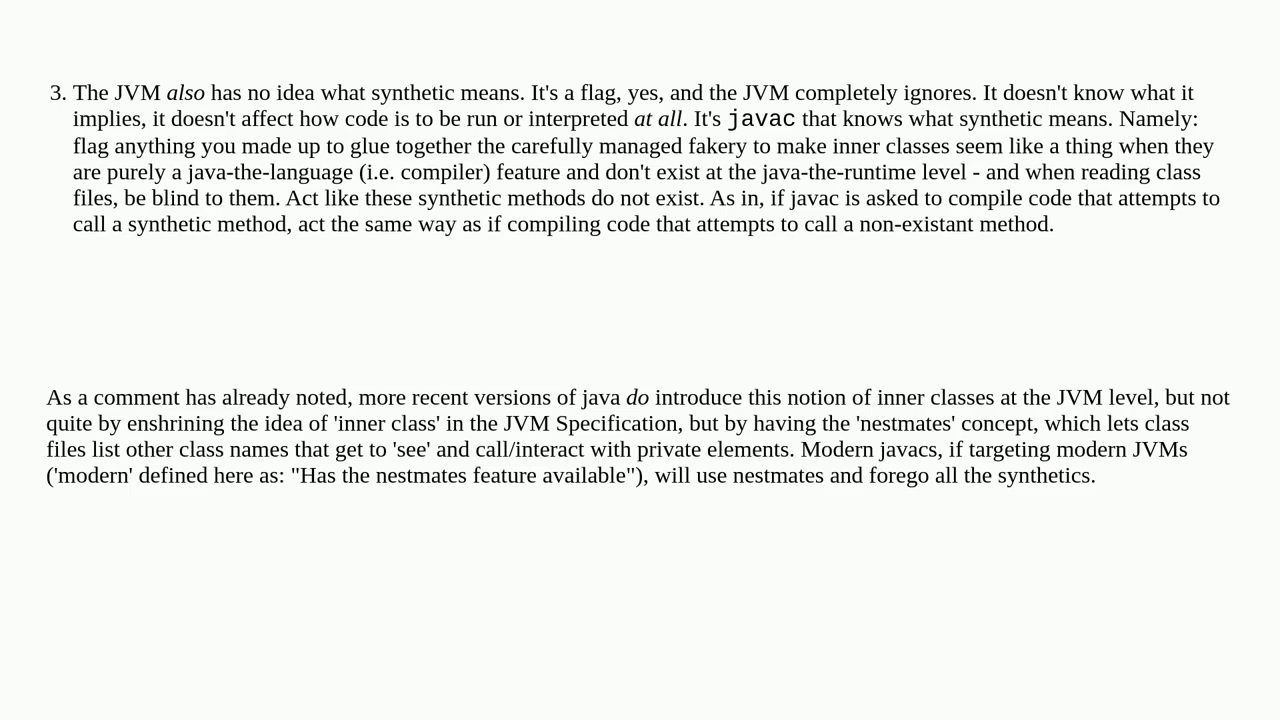 3. The JVM also has no idea what synthetic means. It's a flag, yes, and the JVM completely ignores. It doesn't know what it
implies, it doesn't affect how code is to be run or interpreted at all. It's javac that knows what synthetic means. Namely:
flag anything you made up to glue together the carefully managed fakery to make inner classes seem like a thing when they
are purely a java-the-language (i.e. compiler) feature and don't exist at the java-the-runtime level - and when reading class
files, be blind to them. Act like these synthetic methods do not exist. As in, if javac is asked to compile code that attempts to
call a synthetic method, act the same way as if compiling code that attempts to call a non-existant method.
As a comment has already noted, more recent versions of java do introduce this notion of inner classes at the JVM level, but not
quite by enshrining the idea of 'inner class' in the JVM Specification, but by having the 'nestmates' concept, which lets class
files list other class names that get to 'see' and call/interact with private elements. Modern javacs, if targeting modern JVMs
('modern' defined here as: "Has the nestmates feature available"), will use nestmates and forego all the synthetics.